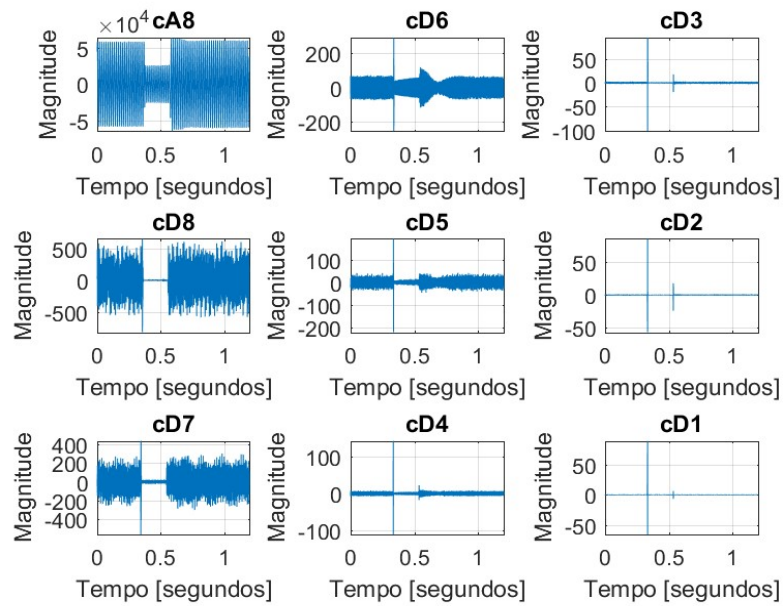 ×10⁴ cA8
Magnitude
5
0
-5
0 0.5 1
Tempo [segundos]
cD6
Magnitude
200
0
-200
0 0.5 1
Tempo [segundos]
cD3
Magnitude
50
0
-50
-100
0 0.5 1
Tempo [segundos]
cD8
Magnitude
500
0
-500
0 0.5 1
Tempo [segundos]
cD5
Magnitude
100
0
-100
-200
0 0.5 1
Tempo [segundos]
cD2
Magnitude
50
0
-50
0 0.5 1
Tempo [segundos]
cD7
Magnitude
400
200
0
-200
-400
0 0.5 1
Tempo [segundos]
cD4
Magnitude
100
0
-100
0 0.5 1
Tempo [segundos]
cD1
Magnitude
50
0
-50
0 0.5 1
Tempo [segundos]